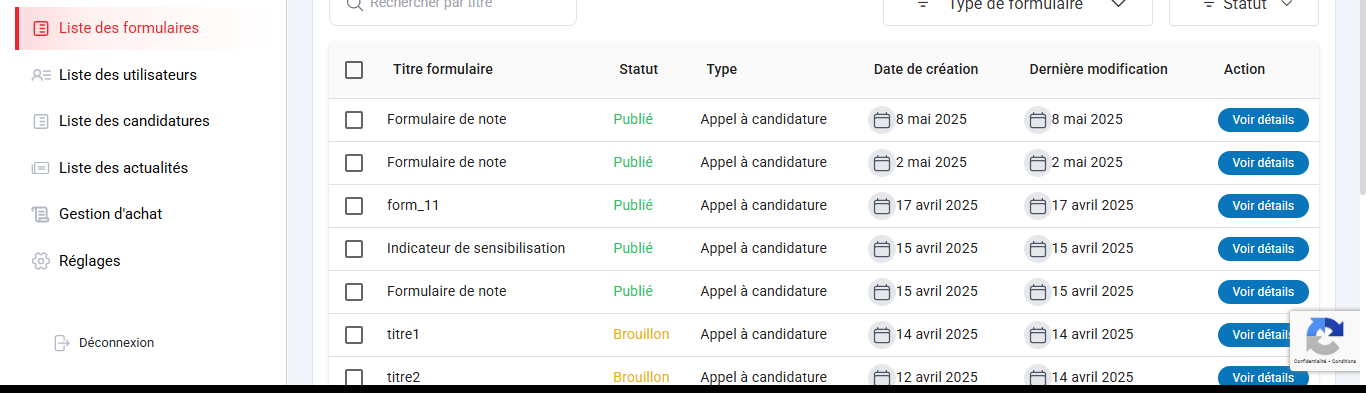 Rechercher par titre
Type de formulaire
Statut
Liste des formulaires
Liste des utilisateurs
Liste des candidatures
Liste des actualités
Gestion d'achat
Réglages
Déconnexion
Titre formulaire Statut Type Date de création Dernière modification Action
Formulaire de note Publié Appel à candidature 8 mai 2025 8 mai 2025 Voir détails
Formulaire de note Publié Appel à candidature 2 mai 2025 2 mai 2025 Voir détails
form_11 Publié Appel à candidature 17 avril 2025 17 avril 2025 Voir détails
Indicateur de sensibilisation Publié Appel à candidature 15 avril 2025 15 avril 2025 Voir détails
Formulaire de note Publié Appel à candidature 15 avril 2025 15 avril 2025 Voir détails
titre1 Brouillon Appel à candidature 14 avril 2025 14 avril 2025 Voir détails
titre2 Brouillon Appel à candidature 12 avril 2025 14 avril 2025 Voir détails
Confidentialité - Conditions